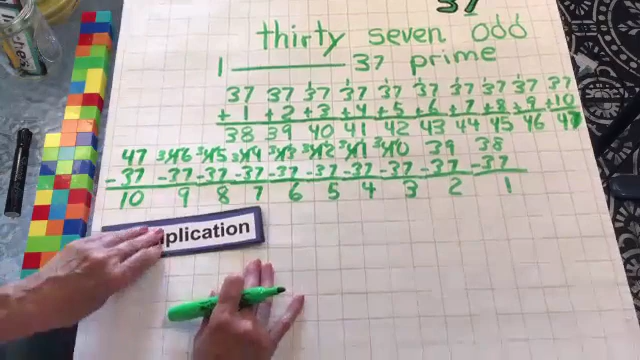 37
thirty seven odd
1 37 prime
37 37 37 37 37 37 37 37 37 37
+ 1 + 2 + 3 + 4 + 5 + 6 + 7 + 8 + 9 + 10
38 39 40 41 42 43 44 45 46 47
47 46 45 44 43 42 41 40 39 38
- 37 - 37 - 37 - 37 - 37 - 37 - 37 - 37 - 37 - 37
10 9 8 7 6 5 4 3 2 1
plication